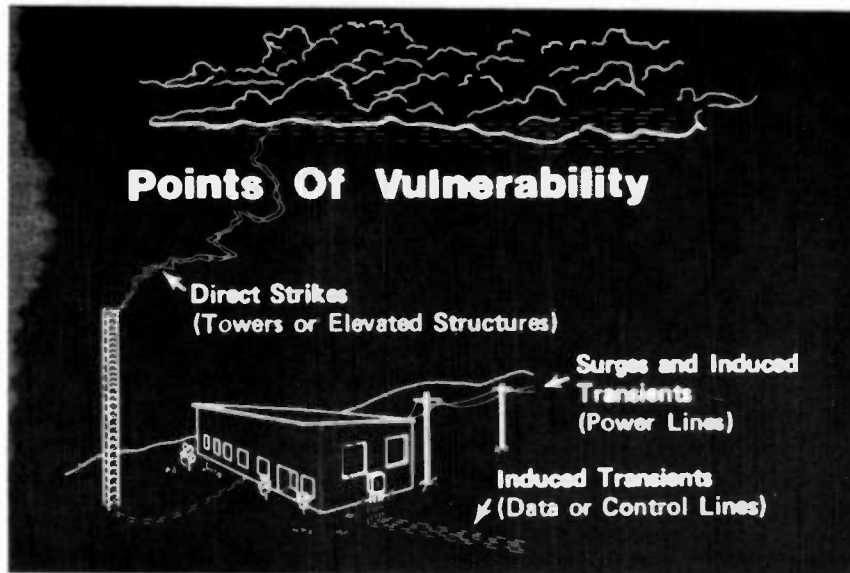 Points Of Vulnerability
Direct Strikes
(Towers or Elevated Structures)
Surges and Induced
Transients
(Power Lines)
Induced Transients
(Data or Control Lines)